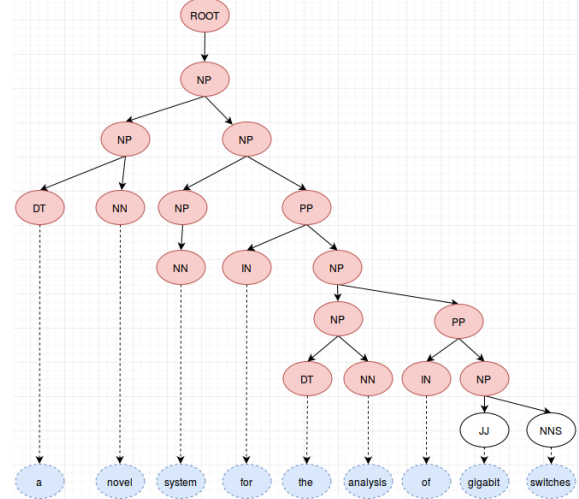 ROOT
NP
NP NP
DT NN NP PP
NN IN NP
NP PP
DT NN IN NP
JJ NNS
a novel system for the analysis of gigabit switches